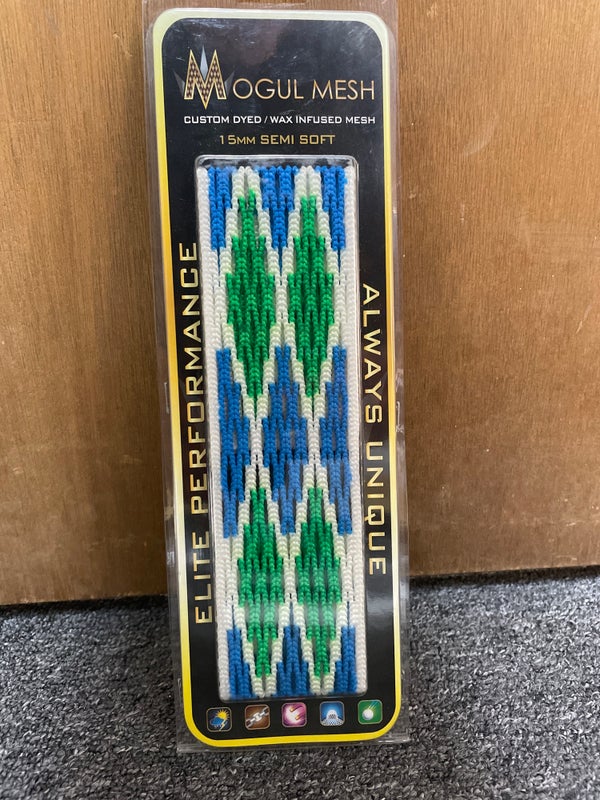 MOGUL MESH
CUSTOM DYED / WAX INFUSED MESH
15MM SEMI SOFT
ELITE PERFORMANCE
ALWAYS UNIQUE